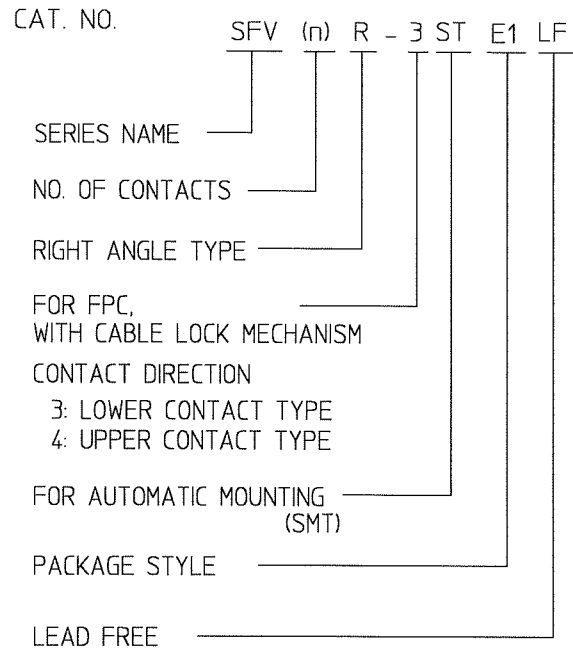 CAT. NO.
SFV (n) R - 3 ST E1 LF
SERIES NAME
NO. OF CONTACTS
RIGHT ANGLE TYPE
FOR FPC,
WITH CABLE LOCK MECHANISM
CONTACT DIRECTION
3: LOWER CONTACT TYPE
4: UPPER CONTACT TYPE
FOR AUTOMATIC MOUNTING
(SMT)
PACKAGE STYLE
LEAD FREE